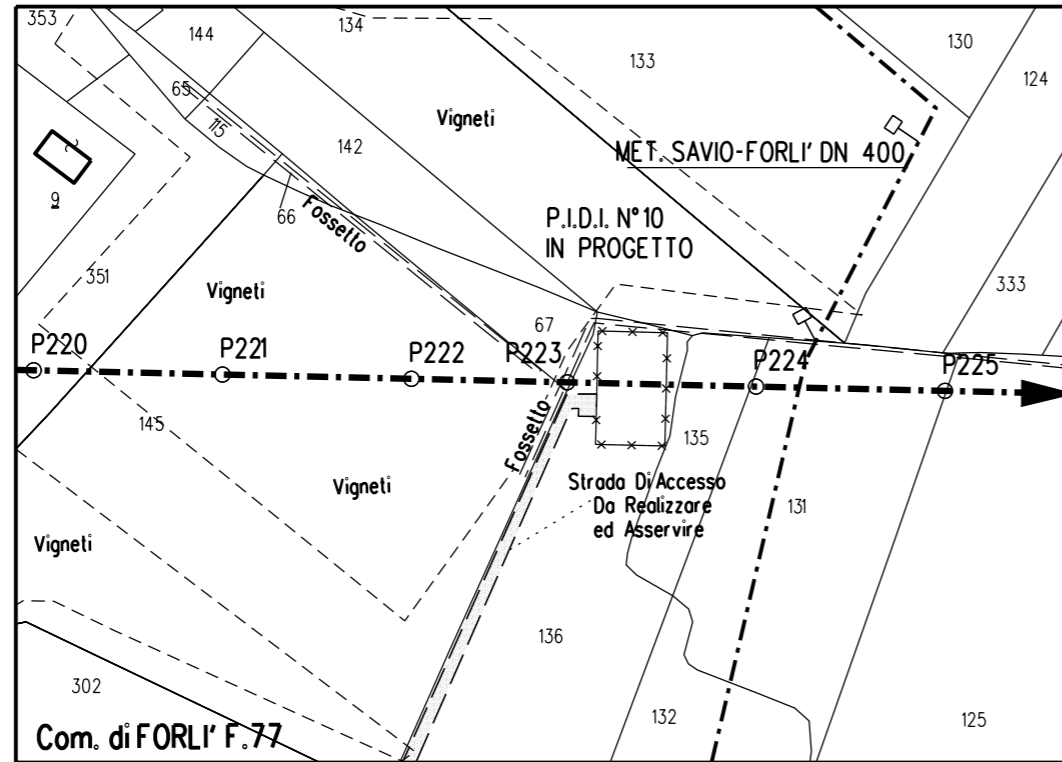 353
144
134
133
130
124
65
115
142
Vigneti
MET. SAVIO-FORLI' DN 400
9
66
Fossetto
P.I.D.I. N° 10
IN PROGETTO
351
Vigneti
333
67
P220
P221
P222
P223
P224
P225
145
Fossetto
135
Vigneti
Strada Di Accesso
Da Realizzare
ed Asservire
131
Vigneti
136
302
132
125
Com. di FORLI' F.77